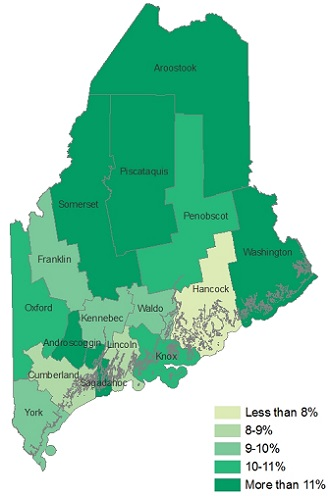 Aroostook
Piscataquis
Somerset
Penobscot
Washington
Franklin
Hancock
Oxford
Waldo
Kennebec
Androscoggin
Lincoln
Knox
Cumberland
Sagadahoc
York
Less than 8%
8-9%
9-10%
10-11%
More than 11%